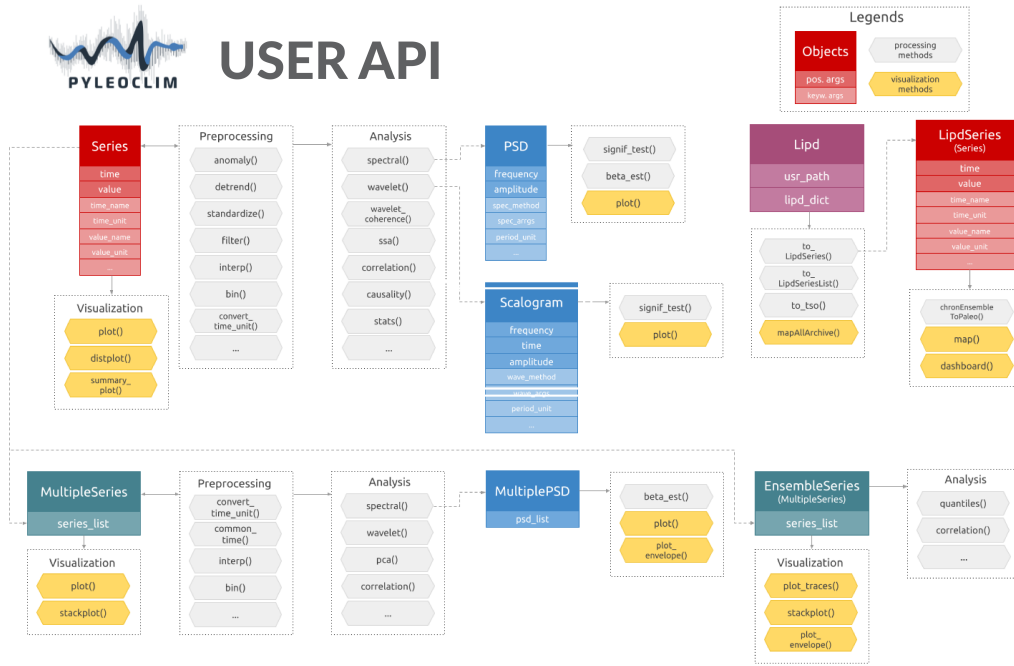 PYLEOCLIM
USER API
Legends
Objects
pos. args
keyw. args
processing
methods
visualization
methods
Series
time
value
time_name
time_unit
value_name
value_unit
...
Visualization
plot()
distplot()
summary_
plot()
Preprocessing
anomaly()
detrend()
standardize()
filter()
interp()
bin()
convert_
time_unit()
...
Analysis
spectral()
wavelet()
wavelet_
coherence()
ssa()
correlation()
causality()
stats()
...
PSD
frequency
amplitude
spec_method
spec_arrgs
period_unit
...
signif_test()
beta_est()
plot()
Scalogram
frequency
time
amplitude
wave_method
period_unit
...
signif_test()
plot()
Lipd
usr_path
lipd_dict
to_
LipdSeries()
to_
LipdSeriesList()
to_tso()
mapAllArchive()
LipdSeries
(Series)
time
value
time_name
time_unit
value_name
value_unit
...
chronEnsemble
ToPaleo()
map()
dashboard()
MultipleSeries
series_list
Visualization
plot()
stackplot()
Preprocessing
convert_
time_unit()
common_
time()
interp()
bin()
...
Analysis
spectral()
wavelet()
pca()
correlation()
...
MultiplePSD
psd_list
beta_est()
plot()
plot_
envelope()
EnsembleSeries
(MultipleSeries)
series_list
Visualization
plot_traces()
stackplot()
plot_
envelope()
Analysis
quantiles()
correlation()
...